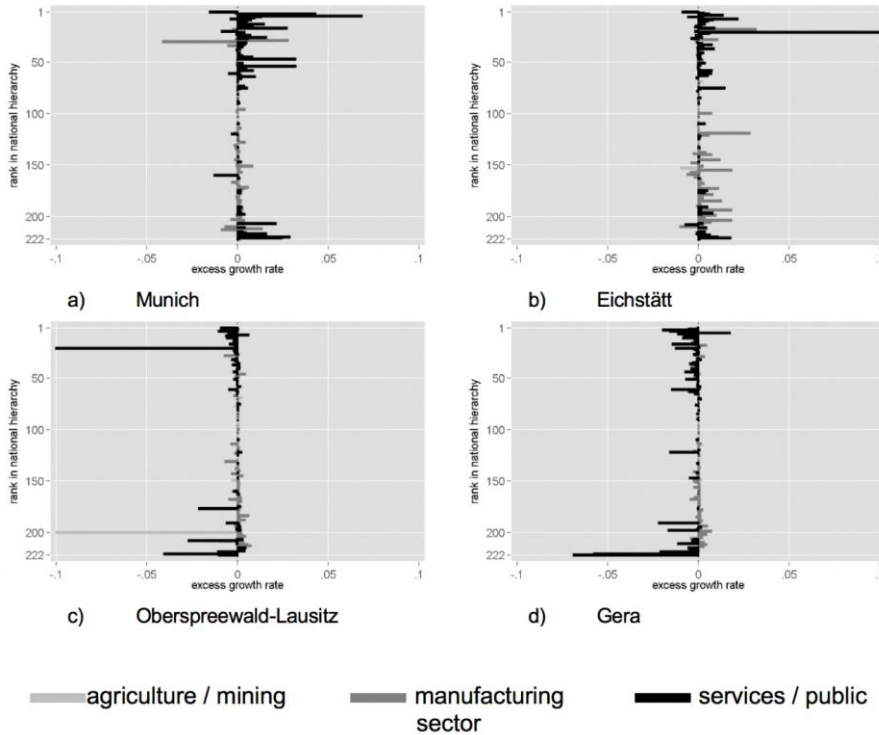 1
50
100
150
200
222
rank in national hierarchy
-.1
-.05
0
.05
.1
excess growth rate
a) Munich
1
50
100
150
200
222
rank in national hierarchy
-.1
-.05
0
.05
.1
excess growth rate
b) Eichstätt
1
50
100
150
200
222
rank in national hierarchy
-.1
-.05
0
.05
.1
excess growth rate
c) Oberspreewald-Lausitz
1
50
100
150
200
222
rank in national hierarchy
-.1
-.05
0
.05
.1
excess growth rate
d) Gera
agriculture / mining
manufacturing
sector
services / public